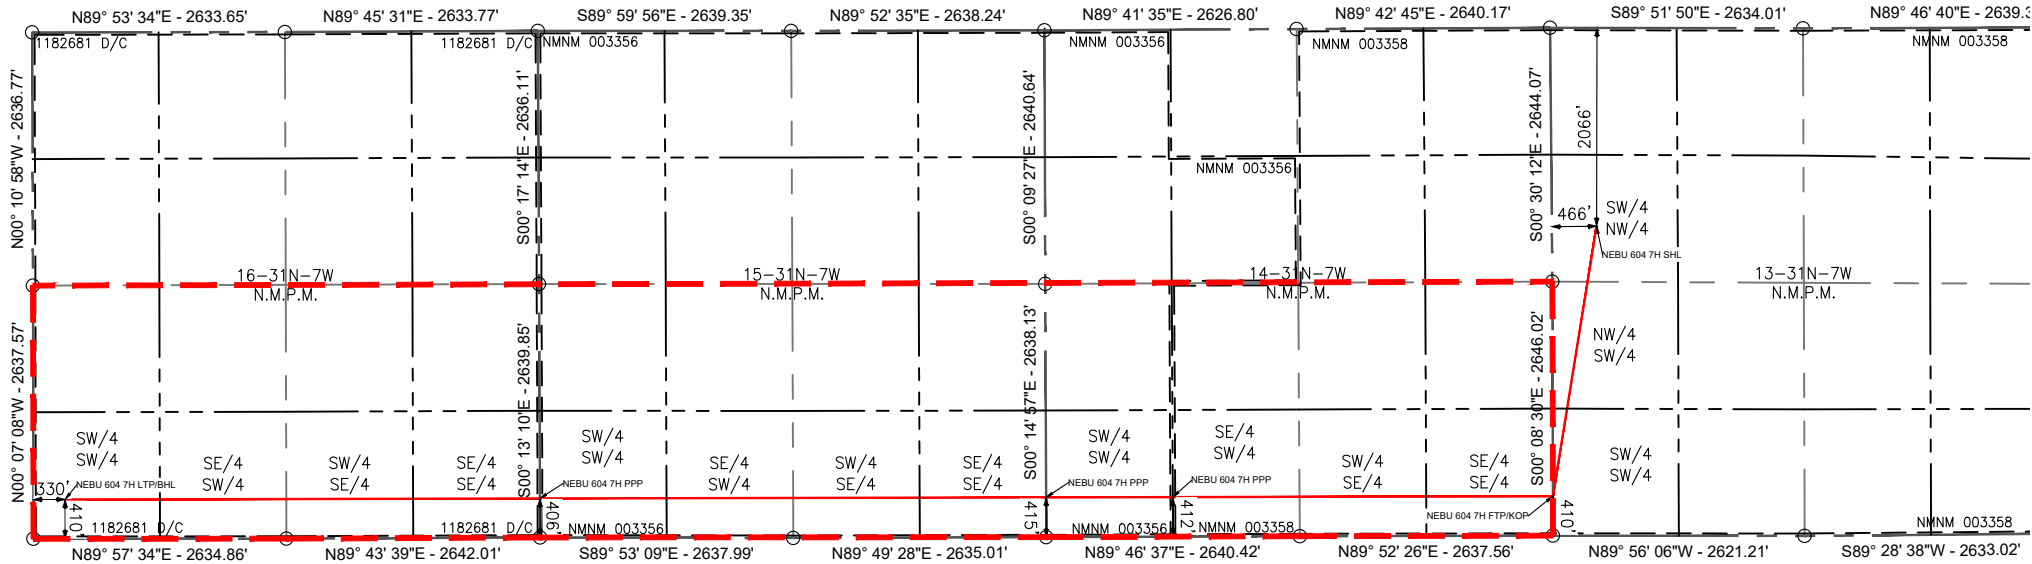 N89° 53' 34"E - 2633.65'
N89° 45' 31"E - 2633.77'
S89° 59' 56"E - 2639.35'
N89° 52' 35"E - 2638.24'
N89° 41' 35"E - 2626.80'
N89° 42' 45"E - 2640.17'
S89° 51' 50"E - 2634.01'
N89° 46' 40"E - 2639.3
1182681 D/C
1182681 D/C
NMNM 003356
NMNM 003356
NMNM 003358
NMNM 003358
N00° 10' 58"W - 2636.77'
S00° 17' 14"E - 2636.11'
S00° 09' 27"E - 2640.64'
S00° 30' 12"E - 2644.07'
2066'
NMNM 003356
466'
SW/4
NW/4
NEBU 604 7H SHL
16-31N-7W
N.M.P.M.
15-31N-7W
N.M.P.M.
14-31N-7W
N.M.P.M.
13-31N-7W
N.M.P.M.
N00° 07' 08"W - 2637.57'
S00° 13' 10"E - 2639.85'
S00° 14' 57"E - 2638.13'
S00° 08' 30"E - 2646.02'
NW/4
SW/4
SW/4
SW/4
SE/4
SW/4
SW/4
SE/4
SE/4
SE/4
SW/4
SW/4
SE/4
SW/4
SW/4
SE/4
SE/4
SE/4
SW/4
SW/4
SE/4
SW/4
SW/4
SE/4
SE/4
SE/4
SW/4
SW/4
330'
NEBU 604 7H LTP/BHL
NEBU 604 7H PPP
NEBU 604 7H PPP
NEBU 604 7H PPP
NEBU 604 7H FTP/KOP
410'
406'
415'
412'
410'
1182681 D/C
1182681 D/C
NMNM 003356
NMNM 003356
NMNM 003358
NMNM 003358
N89° 57' 34"E - 2634.86'
N89° 43' 39"E - 2642.01'
S89° 53' 09"E - 2637.99'
N89° 49' 28"E - 2635.01'
N89° 46' 37"E - 2640.42'
N89° 52' 26"E - 2637.56'
N89° 56' 06"W - 2621.21'
S89° 28' 38"W - 2633.02'